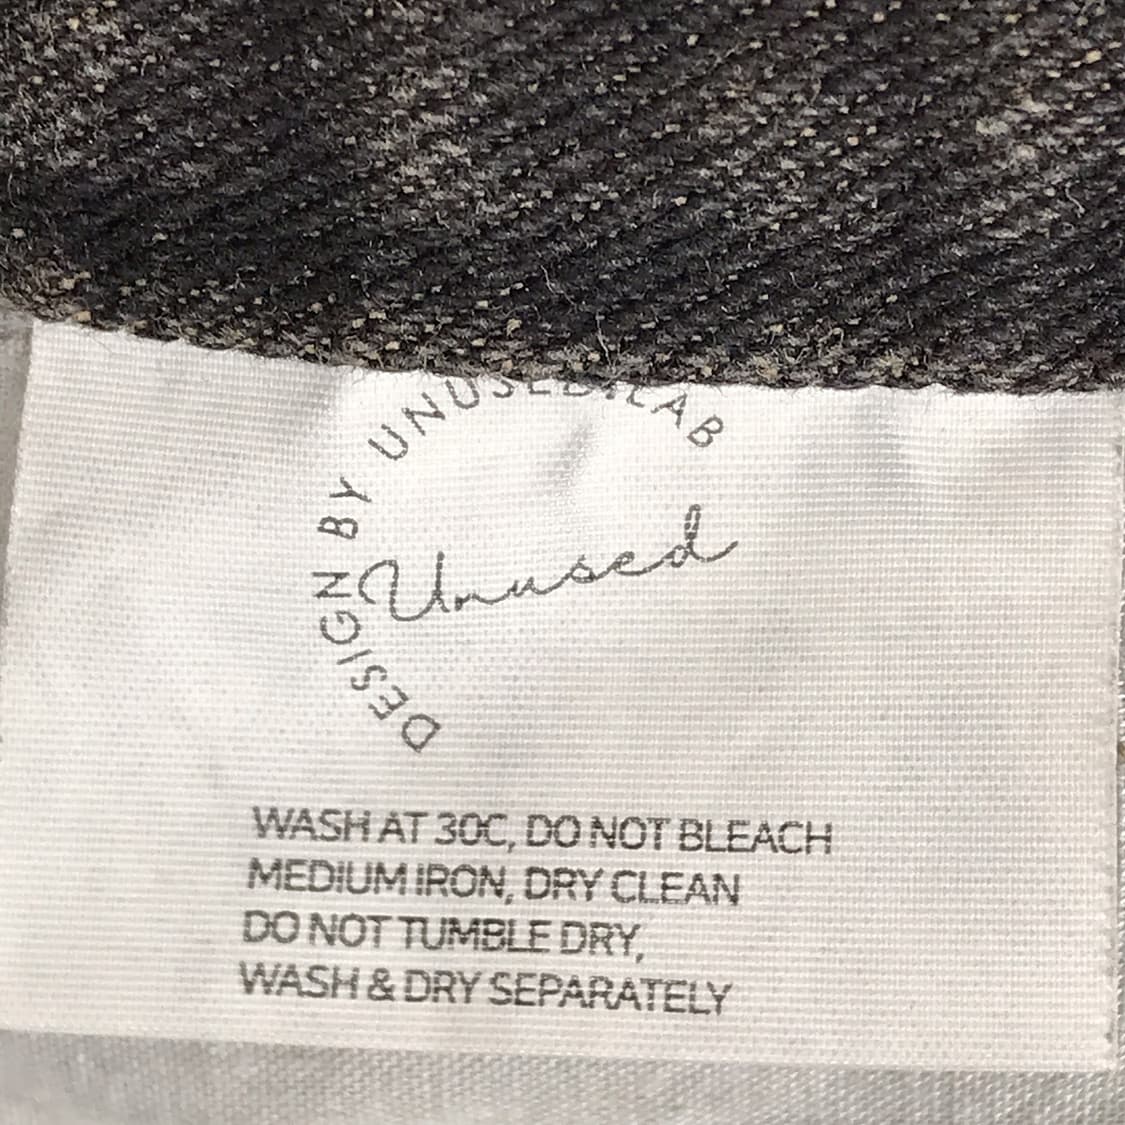 DESIGN BY UNUSED.LAB
Unused
WASH AT 30C, DO NOT BLEACH
MEDIUM IRON, DRY CLEAN
DO NOT TUMBLE DRY,
WASH & DRY SEPARATELY